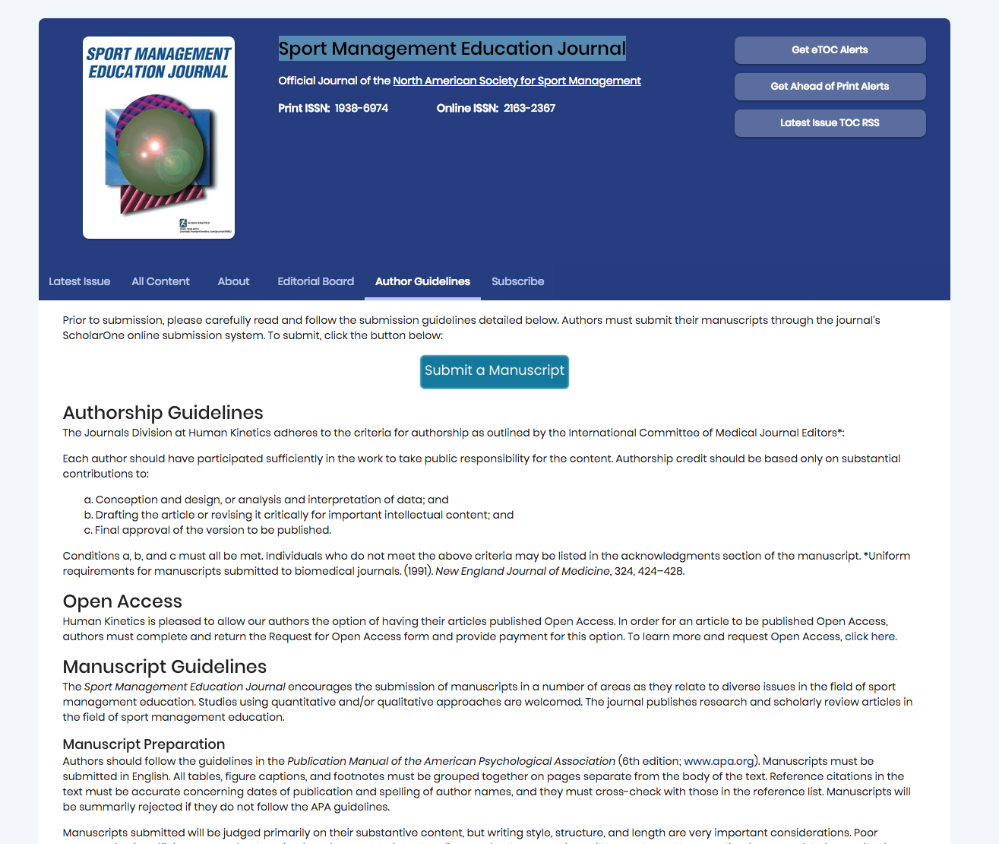 SPORT MANAGEMENT
EDUCATION JOURNAL
HUMAN KINETICS
Sport Management Education Journal
Official Journal of the North American Society for Sport Management
Print ISSN: 1938-6974 Online ISSN: 2163-2367
Get eTOC Alerts
Get Ahead of Print Alerts
Latest Issue TOC RSS
Latest Issue All Content About Editorial Board Author Guidelines Subscribe
Prior to submission, please carefully read and follow the submission guidelines detailed below. Authors must submit their manuscripts through the journal's
ScholarOne online submission system. To submit, click the button below:
Submit a Manuscript
Authorship Guidelines
The Journals Division at Human Kinetics adheres to the criteria for authorship as outlined by the International Committee of Medical Journal Editors*:
Each author should have participated sufficiently in the work to take public responsibility for the content. Authorship credit should be based only on substantial
contributions to:
a. Conception and design, or analysis and interpretation of data; and
b. Drafting the article or revising it critically for important intellectual content; and
c. Final approval of the version to be published.
Conditions a, b, and c must all be met. Individuals who do not meet the above criteria may be listed in the acknowledgments section of the manuscript. *Uniform
requirements for manuscripts submitted to biomedical journals. (1991). New England Journal of Medicine, 324, 424–428.
Open Access
Human Kinetics is pleased to allow our authors the option of having their articles published Open Access. In order for an article to be published Open Access,
authors must complete and return the Request for Open Access form and provide payment for this option. To learn more and request Open Access, click here.
Manuscript Guidelines
The Sport Management Education Journal encourages the submission of manuscripts in a number of areas as they relate to diverse issues in the field of sport
management education. Studies using quantitative and/or qualitative approaches are welcomed. The journal publishes research and scholarly review articles in
the field of sport management education.
Manuscript Preparation
Authors should follow the guidelines in the Publication Manual of the American Psychological Association (6th edition; www.apa.org). Manuscripts must be
submitted in English. All tables, figure captions, and footnotes must be grouped together on pages separate from the body of the text. Reference citations in the
text must be accurate concerning dates of publication and spelling of author names, and they must cross-check with those in the reference list. Manuscripts will
be summarily rejected if they do not follow the APA guidelines.
Manuscripts submitted will be judged primarily on their substantive content, but writing style, structure, and length are very important considerations. Poor